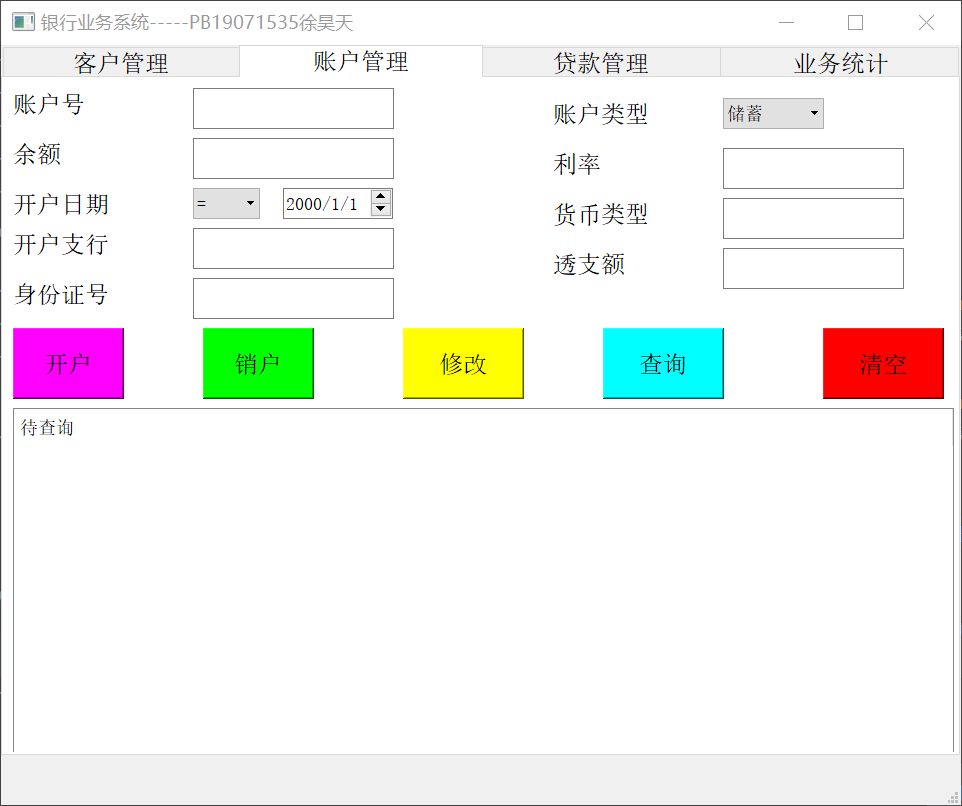 银行业务系统-----PB19071535徐昊天
客户管理 账户管理 贷款管理 业务统计
账户号
账户类型 储蓄
余额
利率
开户日期 = 2000/1/1
货币类型
开户支行
透支额
身份证号
开户 销户 修改 查询 清空
待查询